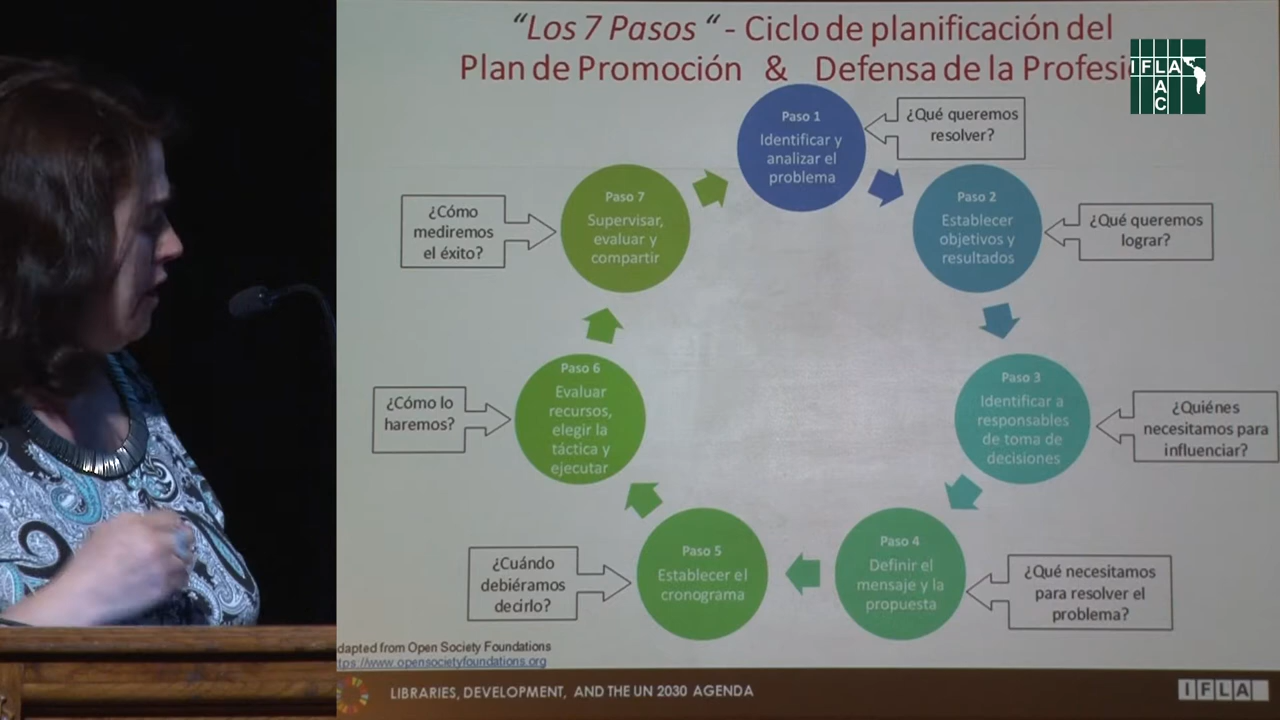 “Los 7 Pasos “ - Ciclo de planificación del
Plan de Promoción & Defensa de la Profesi
IFLA
LAC
Paso 1
Identificar y
analizar el
problema
¿Qué queremos
resolver?
Paso 2
Establecer
objetivos y
resultados
¿Qué queremos
lograr?
Paso 3
Identificar a
responsables
de toma de
decisiones
¿Quiénes
necesitamos para
influenciar?
Paso 4
Definir el
mensaje y la
propuesta
¿Qué necesitamos
para resolver el
problema?
Paso 5
Establecer el
cronograma
¿Cuándo
debiéramos
decirlo?
Paso 6
Evaluar
recursos,
elegir la
táctica y
ejecutar
¿Cómo lo
haremos?
Paso 7
Supervisar,
evaluar y
compartir
¿Cómo
mediremos
el éxito?
dapted from Open Society Foundations
tps://www.opensocietyfoundations.org
LIBRARIES, DEVELOPMENT, AND THE UN 2030 AGENDA
IFLA